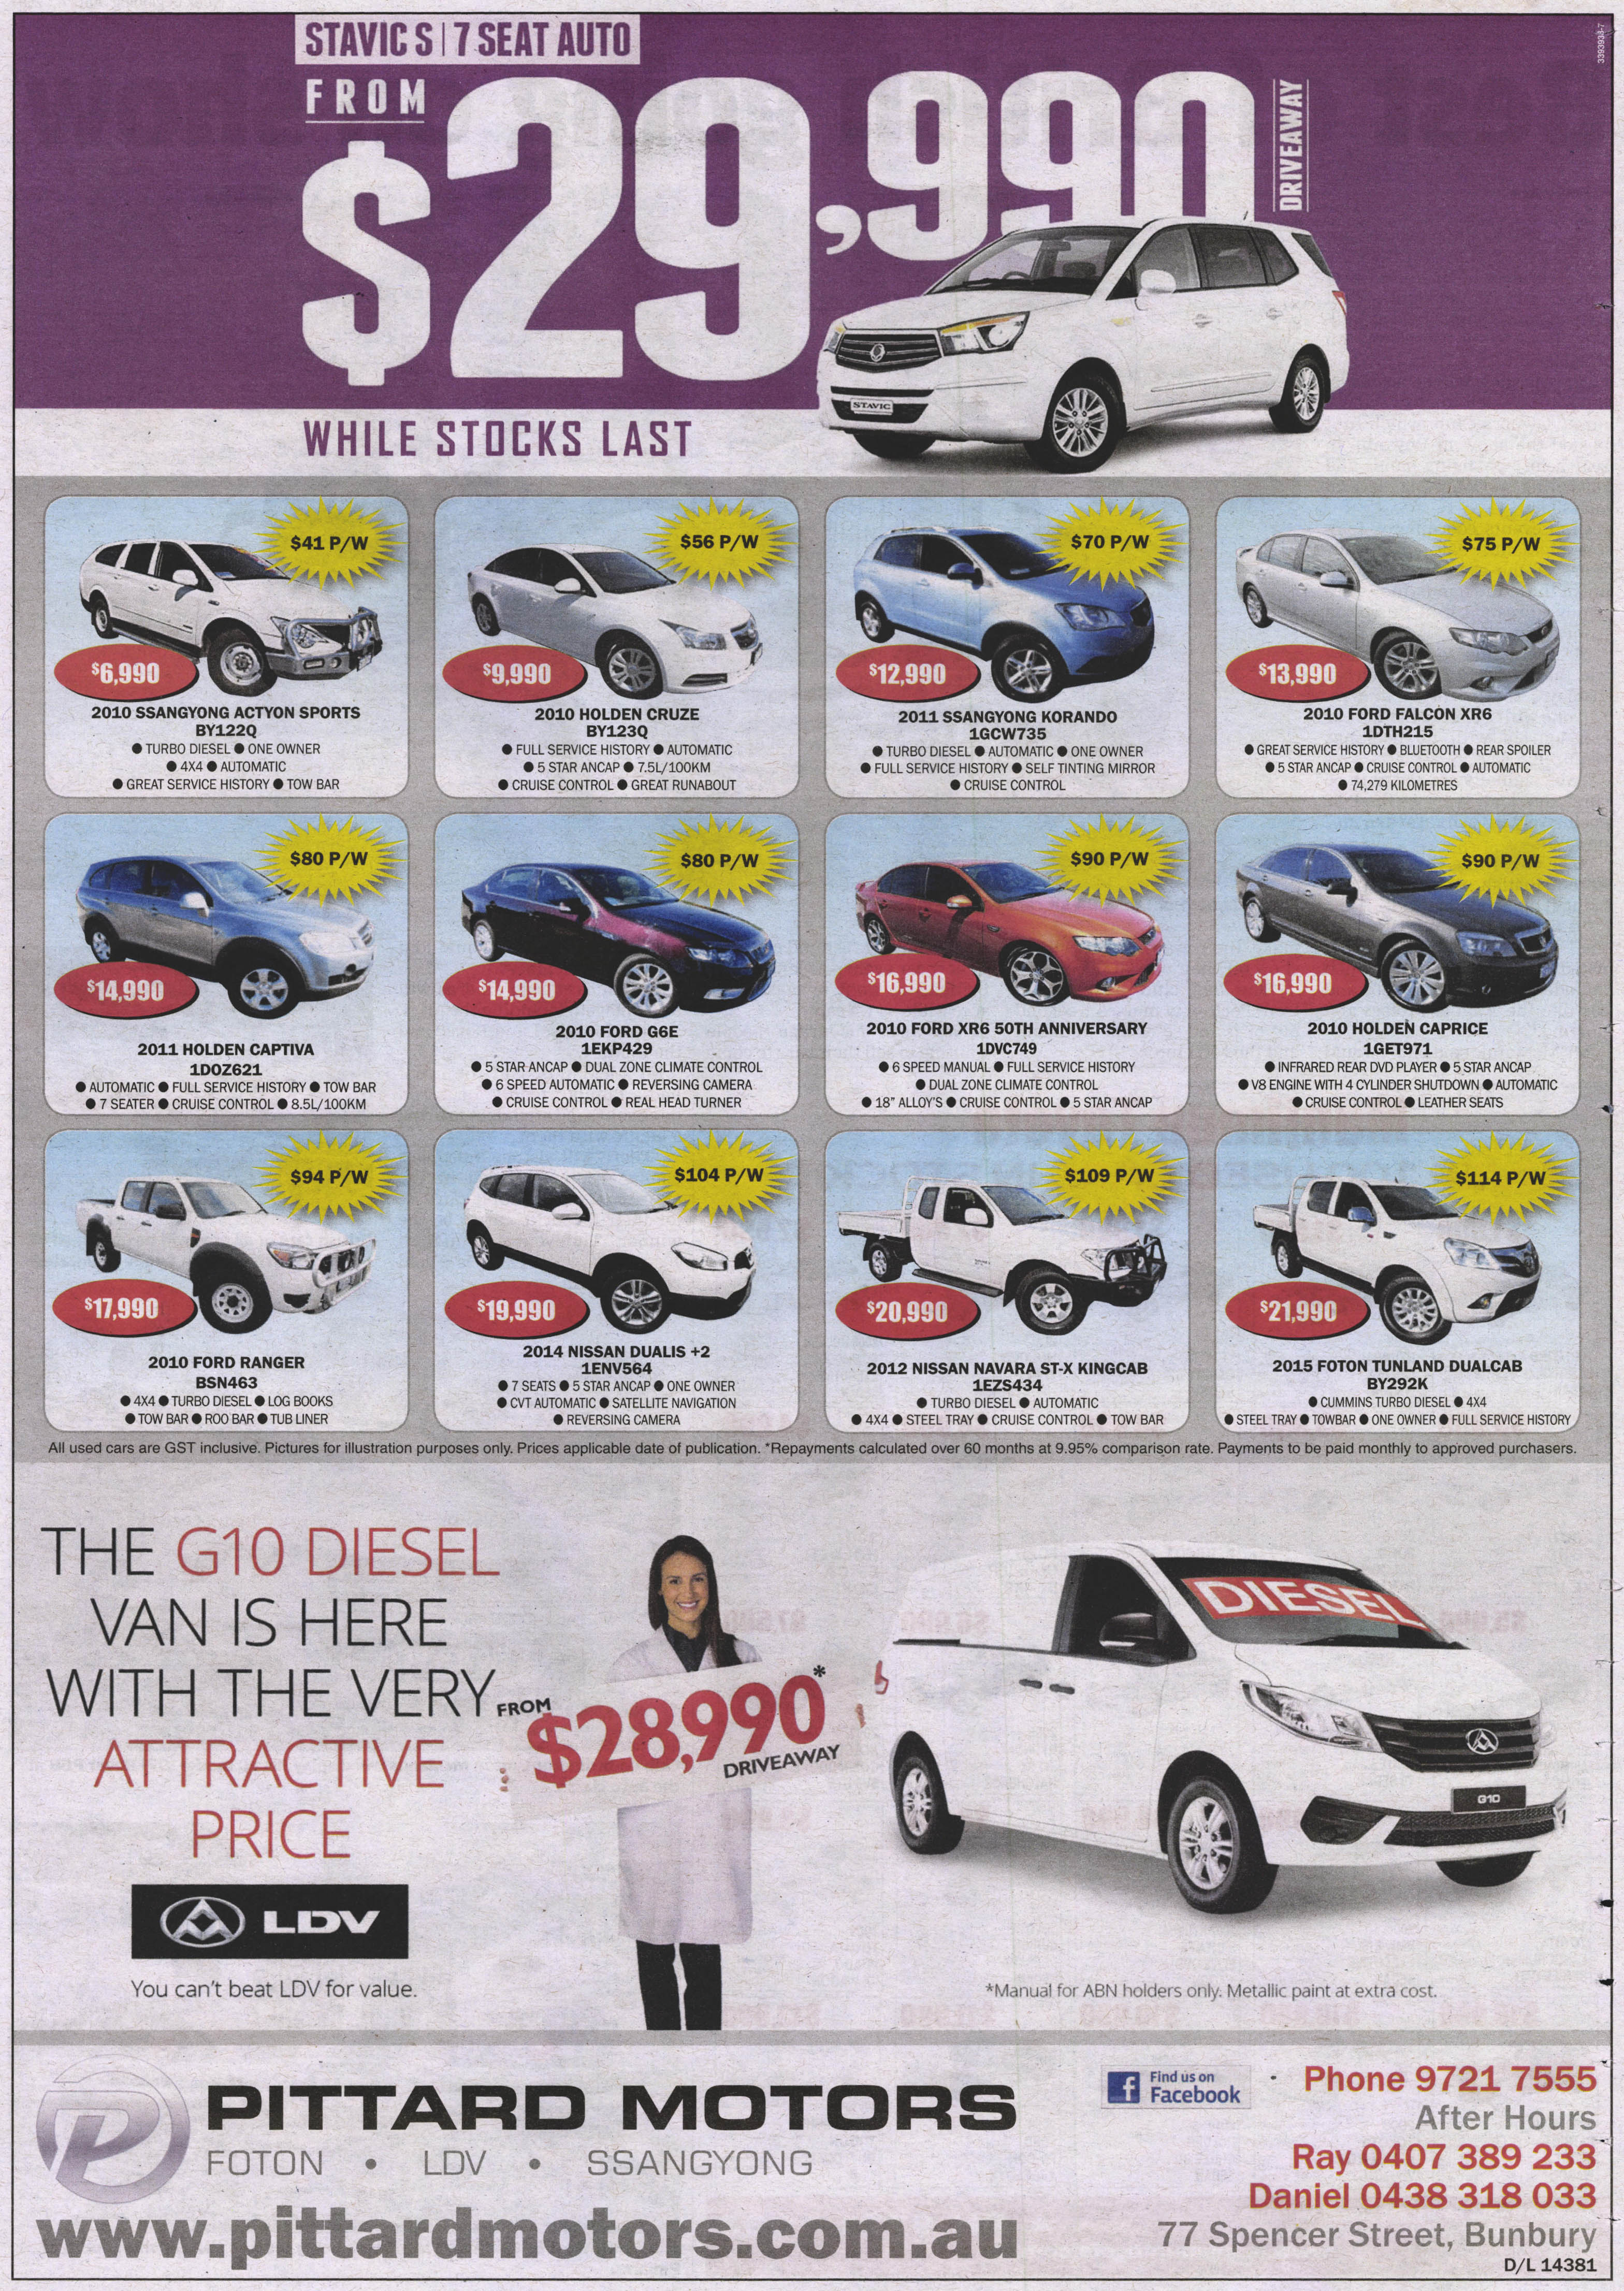 3393938-7
STAVIC S | 7 SEAT AUTO
FROM
$29,990
DRIVEAWAY
STAVIC
WHILE STOCKS LAST
$41 P/W
$6,990
2010 SSANGYONG ACTYON SPORTS
BY122Q
● TURBO DIESEL ● ONE OWNER
● 4X4 ● AUTOMATIC
● GREAT SERVICE HISTORY ● TOW BAR
$56 P/W
$9,990
2010 HOLDEN CRUZE
BY123Q
● FULL SERVICE HISTORY ● AUTOMATIC
● 5 STAR ANCAP ● 7.5L/100KM
● CRUISE CONTROL ● GREAT RUNABOUT
$70 P/W
$12,990
2011 SSANGYONG KORANDO
1GCW735
● TURBO DIESEL ● AUTOMATIC ● ONE OWNER
● FULL SERVICE HISTORY ● SELF TINTING MIRROR
● CRUISE CONTROL
$75 P/W
$13,990
2010 FORD FALCON XR6
1DTH215
● GREAT SERVICE HISTORY ● BLUETOOTH ● REAR SPOILER
● 5 STAR ANCAP ● CRUISE CONTROL ● AUTOMATIC
● 74,279 KILOMETRES
$80 P/W
$14,990
2011 HOLDEN CAPTIVA
1DOZ621
● AUTOMATIC ● FULL SERVICE HISTORY ● TOW BAR
● 7 SEATER ● CRUISE CONTROL ● 8.5L/100KM
$80 P/W
$14,990
2010 FORD G6E
1EKP429
● 5 STAR ANCAP ● DUAL ZONE CLIMATE CONTROL
● 6 SPEED AUTOMATIC ● REVERSING CAMERA
● CRUISE CONTROL ● REAL HEAD TURNER
$90 P/W
$16,990
2010 FORD XR6 50TH ANNIVERSARY
1DVC749
● 6 SPEED MANUAL ● FULL SERVICE HISTORY
● DUAL ZONE CLIMATE CONTROL
● 18" ALLOY'S ● CRUISE CONTROL ● 5 STAR ANCAP
$90 P/W
$16,990
2010 HOLDEN CAPRICE
1GET971
● INFRARED REAR DVD PLAYER ● 5 STAR ANCAP
● V8 ENGINE WITH 4 CYLINDER SHUTDOWN ● AUTOMATIC
● CRUISE CONTROL ● LEATHER SEATS
$94 P/W
$17,990
2010 FORD RANGER
BSN463
● 4X4 ● TURBO DIESEL ● LOG BOOKS
● TOW BAR ● ROO BAR ● TUB LINER
$104 P/W
$19,990
2014 NISSAN DUALIS +2
1ENV564
● 7 SEATS ● 5 STAR ANCAP ● ONE OWNER
● CVT AUTOMATIC ● SATELLITE NAVIGATION
● REVERSING CAMERA
$109 P/W
$20,990
2012 NISSAN NAVARA ST-X KINGCAB
1EZS434
● TURBO DIESEL ● AUTOMATIC
● 4X4 ● STEEL TRAY ● CRUISE CONTROL ● TOW BAR
$114 P/W
$21,990
2015 FOTON TUNLAND DUALCAB
BY292K
● CUMMINS TURBO DIESEL ● 4X4
● STEEL TRAY ● TOWBAR ● ONE OWNER ● FULL SERVICE HISTORY
All used cars are GST inclusive. Pictures for illustration purposes only. Prices applicable date of publication. *Repayments calculated over 60 months at 9.95% comparison rate. Payments to be paid monthly to approved purchasers.
THE G10 DIESEL
VAN IS HERE
WITH THE VERY
ATTRACTIVE
PRICE
FROM
$28,990*
DRIVEAWAY
DIESEL
G10
LDV
You can't beat LDV for value.
*Manual for ABN holders only. Metallic paint at extra cost.
PITTARD MOTORS
FOTON • LDV • SSANGYONG
www.pittardmotors.com.au
Find us on
Facebook
Phone 9721 7555
After Hours
Ray 0407 389 233
Daniel 0438 318 033
77 Spencer Street, Bunbury
D/L 14381